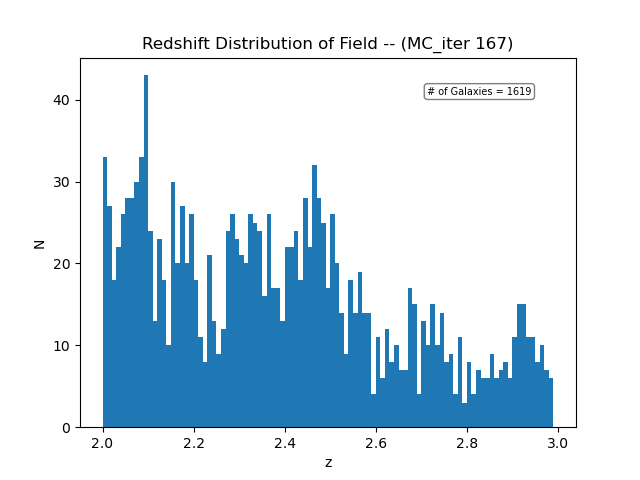 Redshift Distribution of Field -- (MC_iter 167)
# of Galaxies = 1619
N
40
30
20
10
0
2.0 2.2 2.4 2.6 2.8 3.0
z